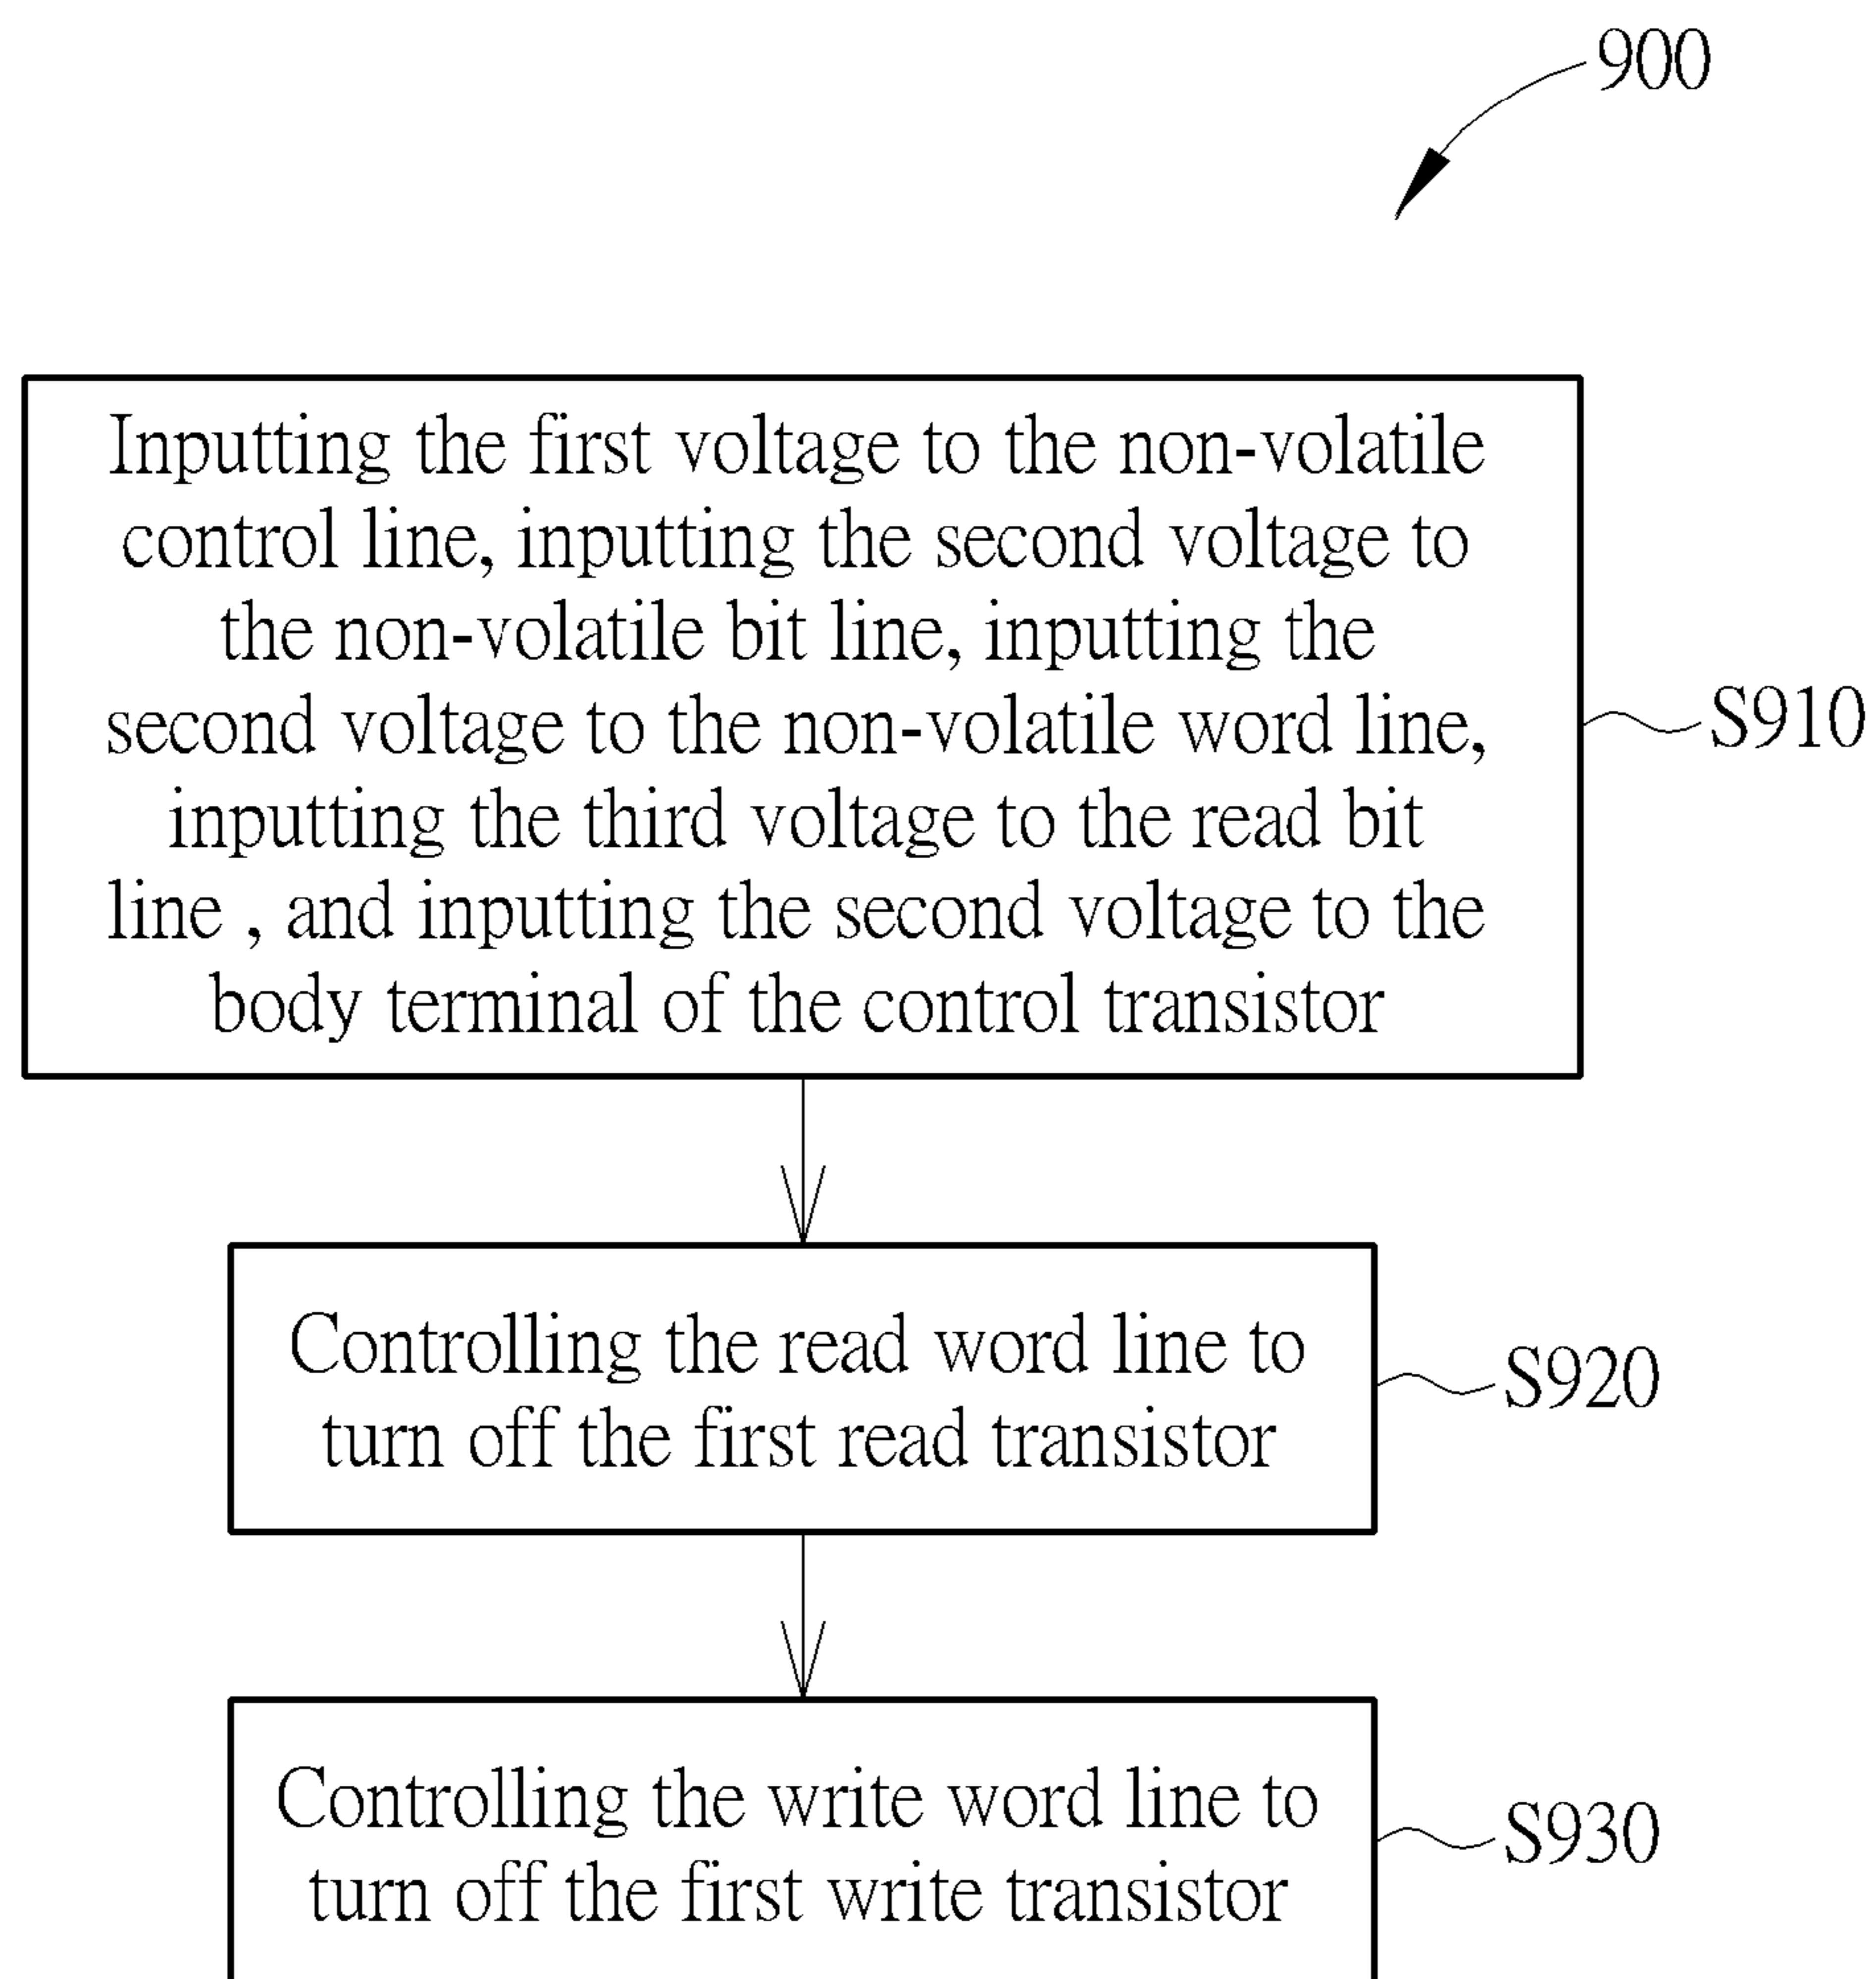 900
Inputting the first voltage to the non-volatile
control line, inputting the second voltage to
the non-volatile bit line, inputting the
second voltage to the non-volatile word line,
inputting the third voltage to the read bit
line , and inputting the second voltage to the
body terminal of the control transistor
S910
Controlling the read word line to
turn off the first read transistor
S920
Controlling the write word line to
turn off the first write transistor
S930